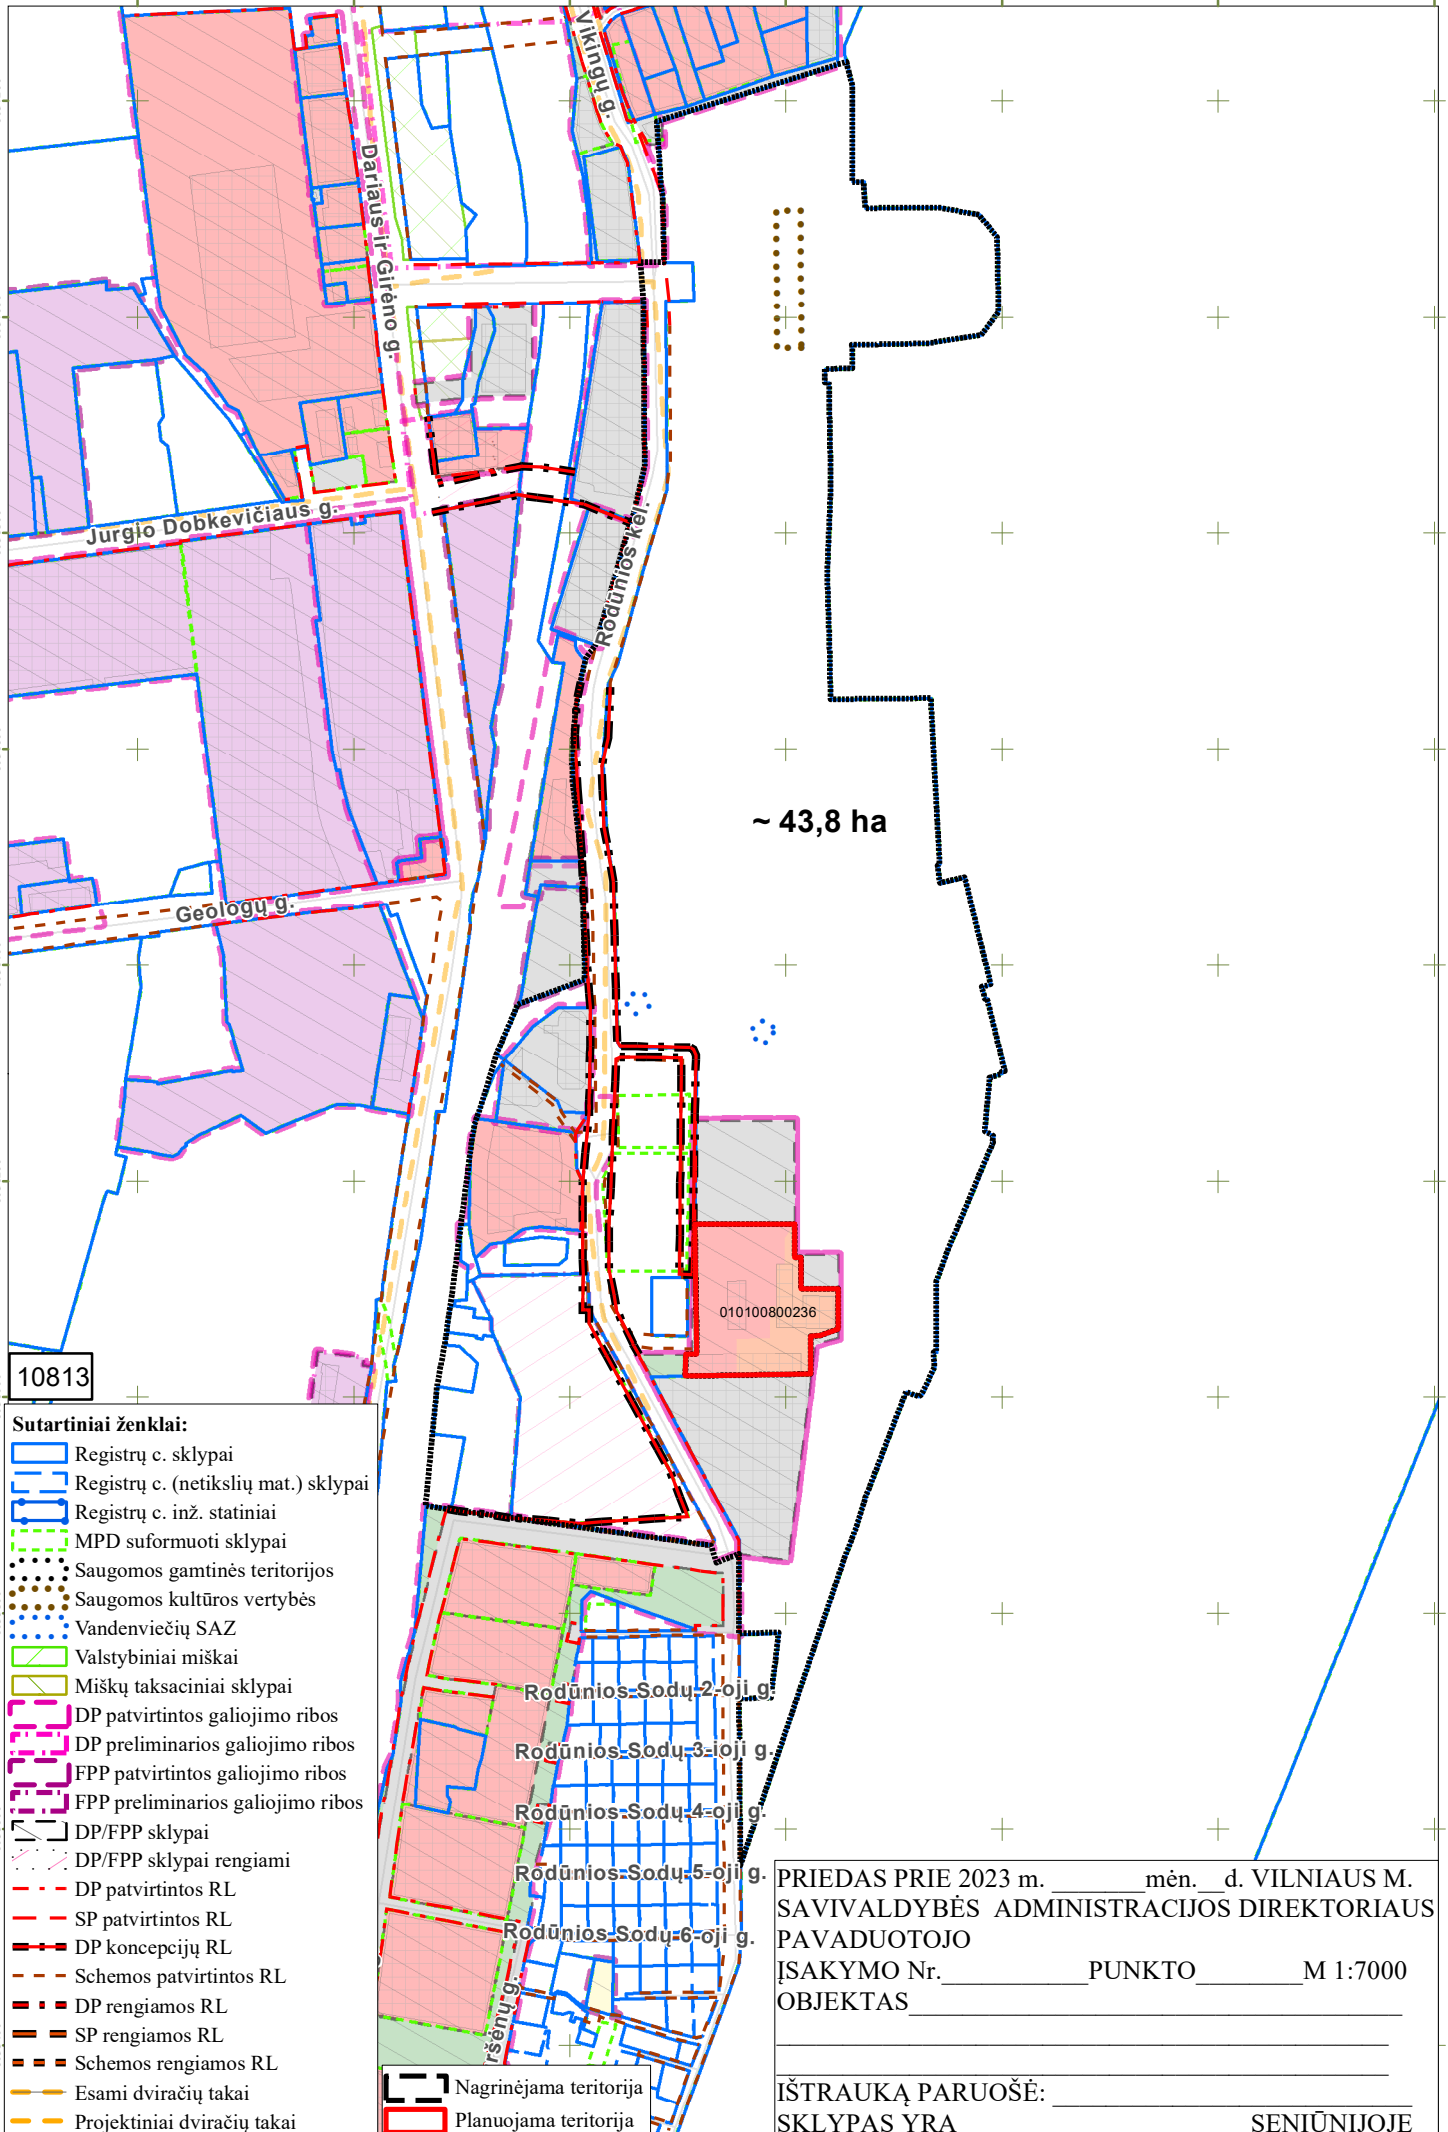 Vikingų g.
Dariaus ir Girėno g.
Jurgio Dobkevičiaus g.
Rodūnios kel.
~ 43,8 ha
Geologų g.
010100800236
10813
Sutartiniai ženklai:
Registrų c. sklypai
Registrų c. (netikslių mat.) sklypai
Registrų c. inž. statiniai
MPD suformuoti sklypai
Saugomos gamtinės teritorijos
Saugomos kultūros vertybės
Vandenviečių SAZ
Valstybiniai miškai
Miškų taksaciniai sklypai
DP patvirtintos galiojimo ribos
DP preliminarios galiojimo ribos
FPP patvirtintos galiojimo ribos
FPP preliminarios galiojimo ribos
DP/FPP sklypai
DP/FPP sklypai rengiami
DP patvirtintos RL
SP patvirtintos RL
DP koncepcijų RL
Schemos patvirtintos RL
DP rengiamos RL
SP rengiamos RL
Schemos rengiamos RL
Esami dviračių takai
Projektiniai dviračių takai
Rodūnios Sodų 2-oji g.
Rodūnios Sodų 3-ioji g.
Rodūnios Sodų 4-oji g.
Rodūnios Sodų 5-oji g.
Rodūnios Sodų 6-oji g.
ršėnų g.
Nagrinėjama teritorija
Planuojama teritorija
PRIEDAS PRIE 2023 m. _______mėn.__d. VILNIAUS M.
SAVIVALDYBĖS ADMINISTRACIJOS DIREKTORIAUS
PAVADUOTOJO
ĮSAKYMO Nr.___________PUNKTO________M 1:7000
OBJEKTAS_____________________________________
IŠTRAUKĄ PARUOŠĖ: ___________________________
SKLYPAS YRA ______________________ SENIŪNIJOJE